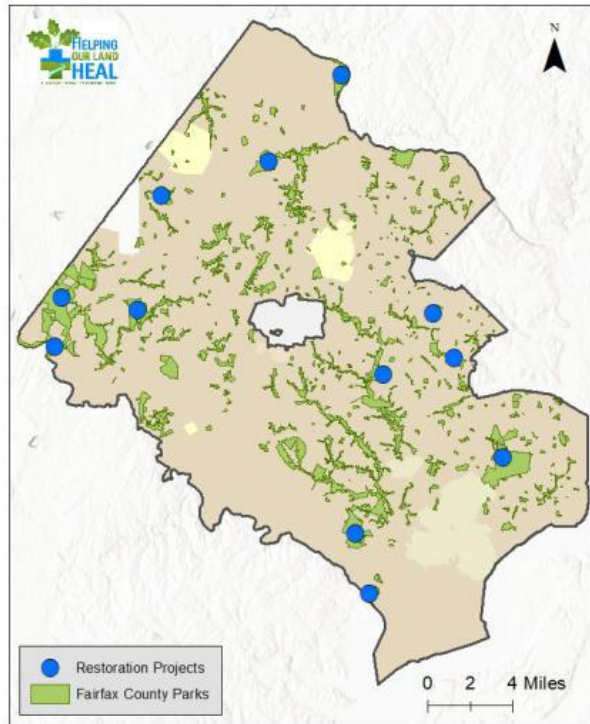 HELPING
OUR LAND
HEAL
N
Restoration Projects
Fairfax County Parks
0 2 4 Miles